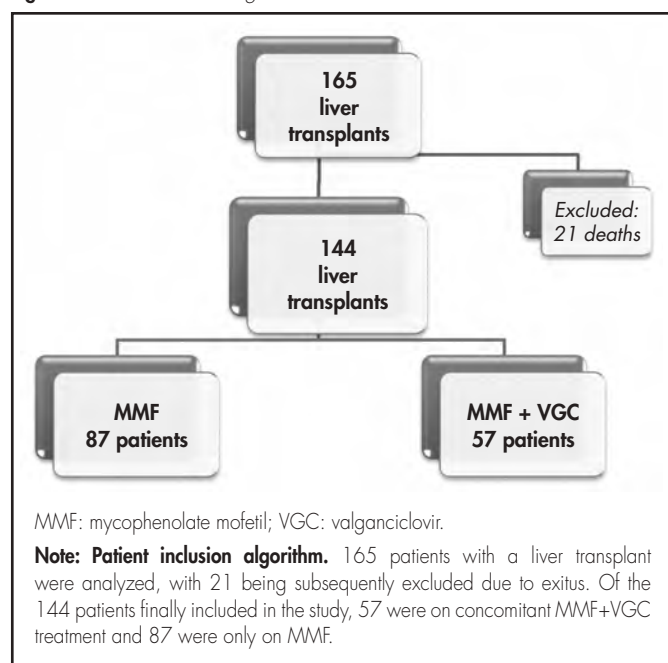 165
liver
transplants
Excluded:
21 deaths
144
liver
transplants
MMF
87 patients
MMF + VGC
57 patients
MMF: mycophenolate mofetil; VGC: valganciclovir.
Note: Patient inclusion algorithm. 165 patients with a liver transplant
were analyzed, with 21 being subsequently excluded due to exitus. Of the
144 patients finally included in the study, 57 were on concomitant MMF+VGC
treatment and 87 were only on MMF.